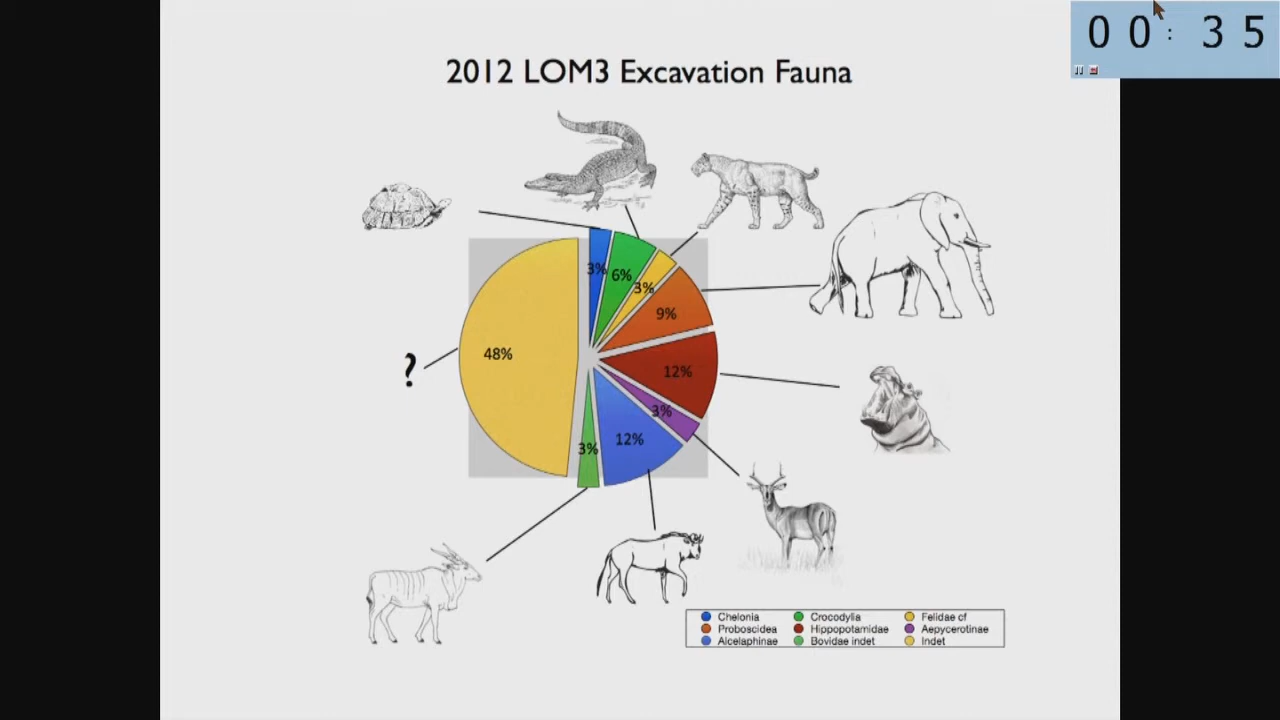 00:35
2012 LOM3 Excavation Fauna
3%
6%
3%
9%
12%
3%
12%
3%
48%
?
Chelonia Crocodylia Felidae cf
Proboscidea Hippopotamidae Aepycerotinae
Alcelaphinae Bovidae indet Indet